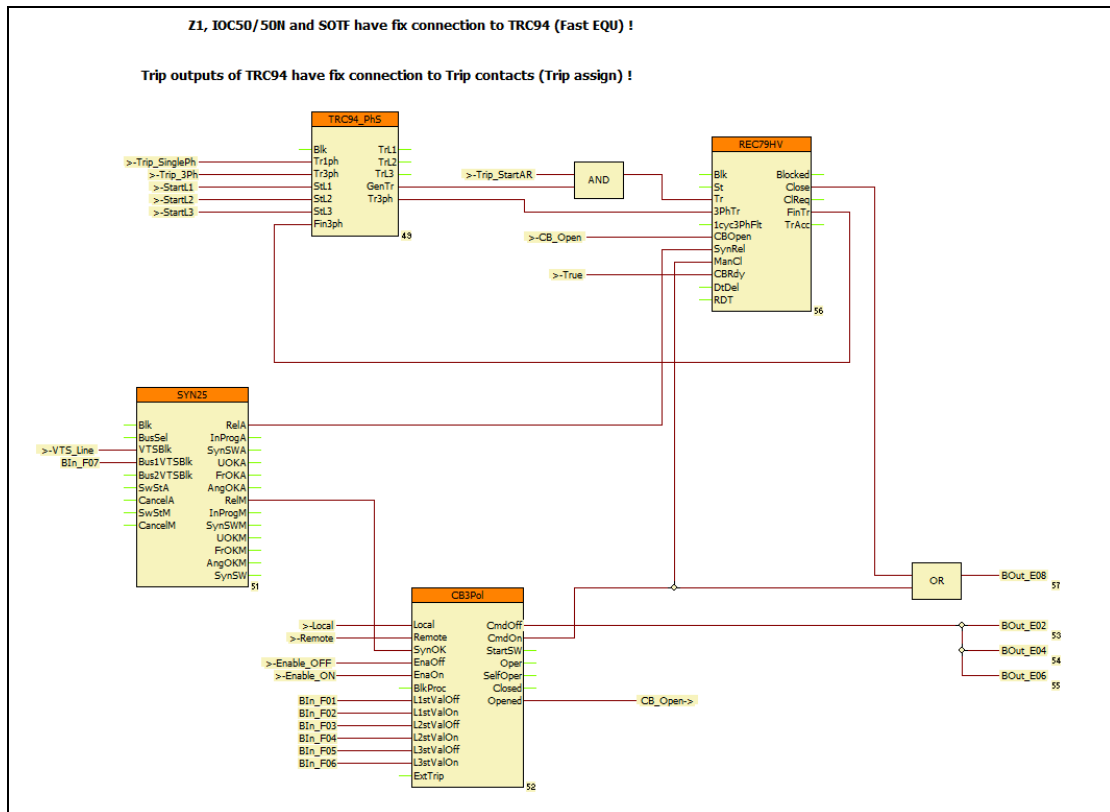 Z1, IOC50/50N and SOTF have fix connection to TRC94 (Fast EQU) !
Trip outputs of TRC94 have fix connection to Trip contacts (Trip assign) !
TRC94_PhS
Blk TrL1
>-Trip_SinglePh Tr1ph TrL2
>-Trip_3Ph Tr3ph TrL3
>-StartL1 StL1 GenTr
>-StartL2 StL2 Tr3ph
>-StartL3 StL3
Fin3ph
49
>-Trip_StartAR
AND
REC79HV
Blk Blocked
St Close
Tr ClReq
3PhTr FinTr
1cyc3PhFlt TrAcc
>-CB_Open CBOpen
SynRel
ManCl
>-True CBRdy
DtDel
RDT
56
SYN25
Blk RelA
BusSel InProgA
>-VTS_Line VTSBlk SynSWA
BIn_F07 Bus1VTSBlk UOKA
Bus2VTSBlk FrOKA
SwStA AngOKA
CancelA RelM
SwStM InProgM
CancelM SynSWM
UOKM
FrOKM
AngOKM
SynSW
51
CB3Pol
>-Local Local CmdOff
>-Remote Remote CmdOn
SynOK StartSW
>-Enable_OFF EnaOff Oper
>-Enable_ON EnaOn SelfOper
BlkProc Closed
BIn_F01 L1stValOff Opened CB_Open->
BIn_F02 L1stValOn
BIn_F03 L2stValOff
BIn_F04 L2stValOn
BIn_F05 L3stValOff
BIn_F06 L3stValOn
ExtTrip
52
OR
BOut_E08
57
BOut_E02
53
BOut_E04
54
BOut_E06
55